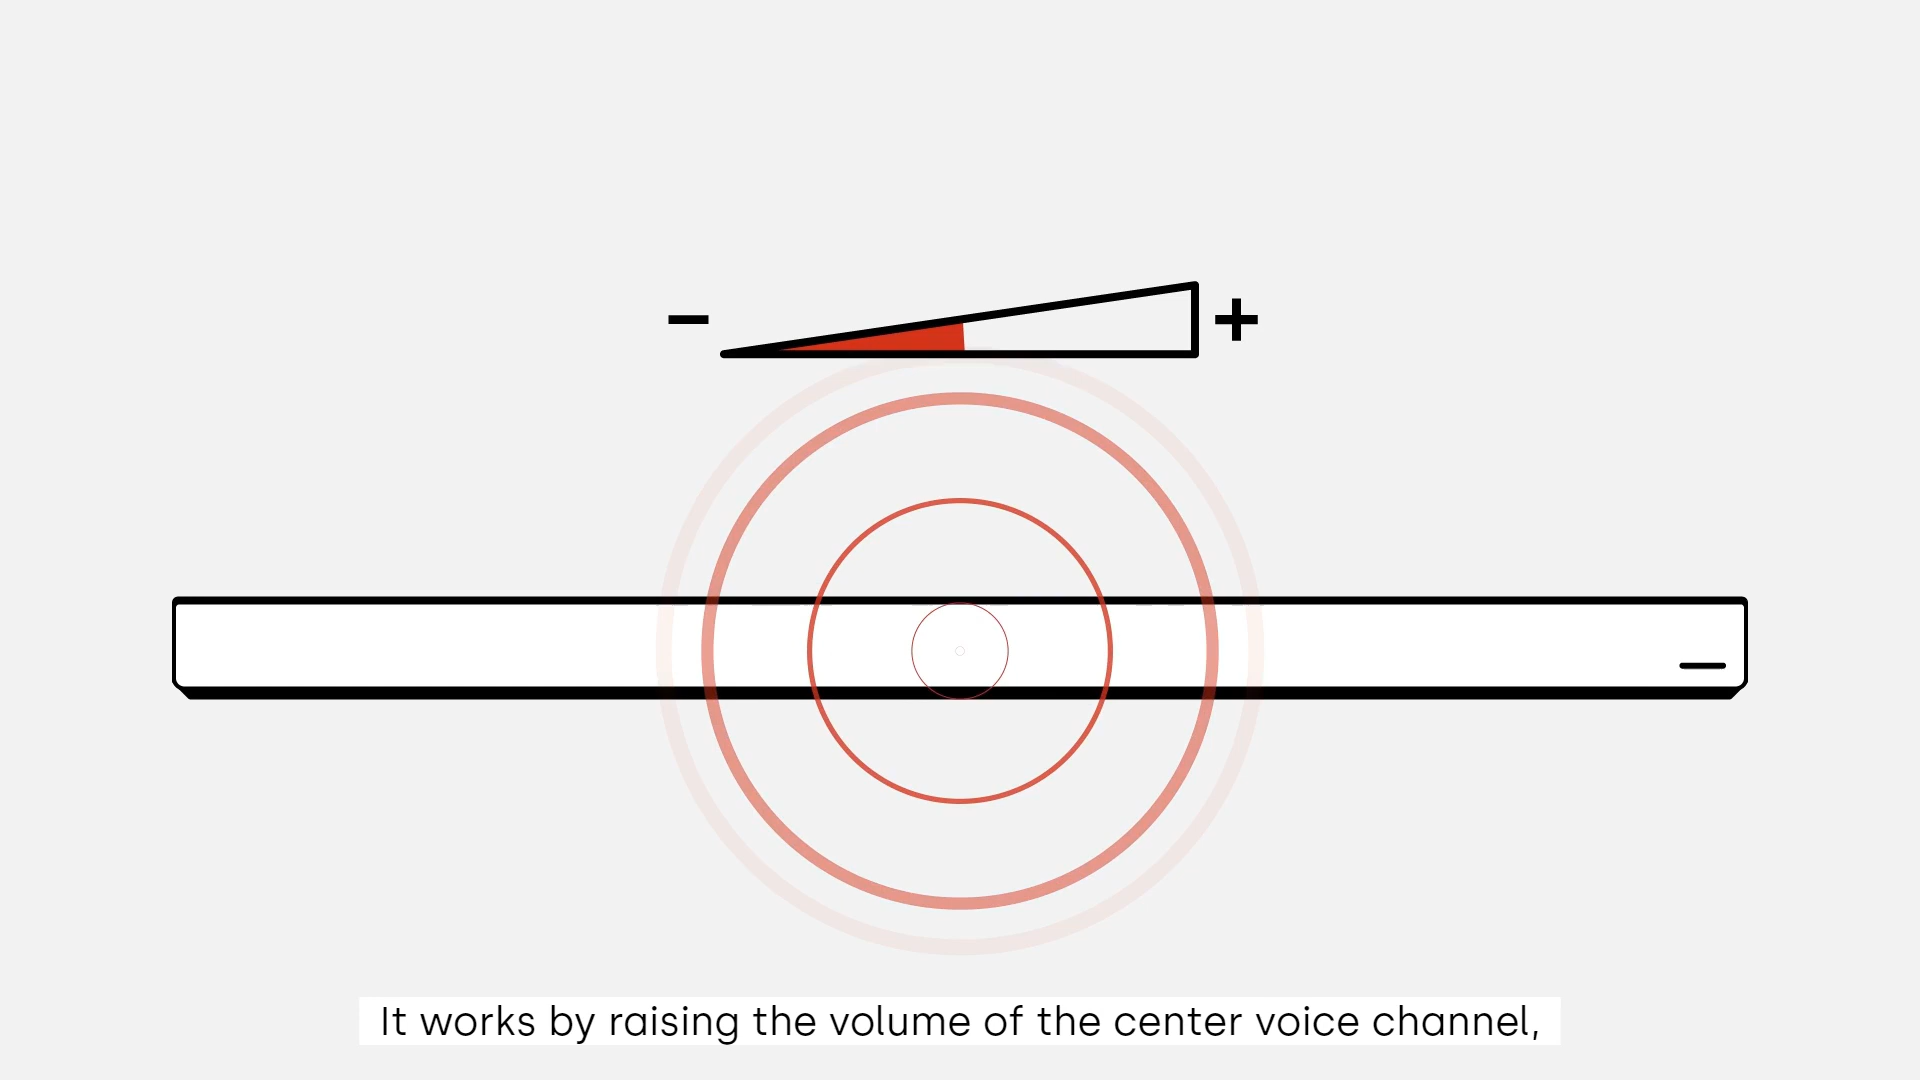 − +
It works by raising the volume of the center voice channel,